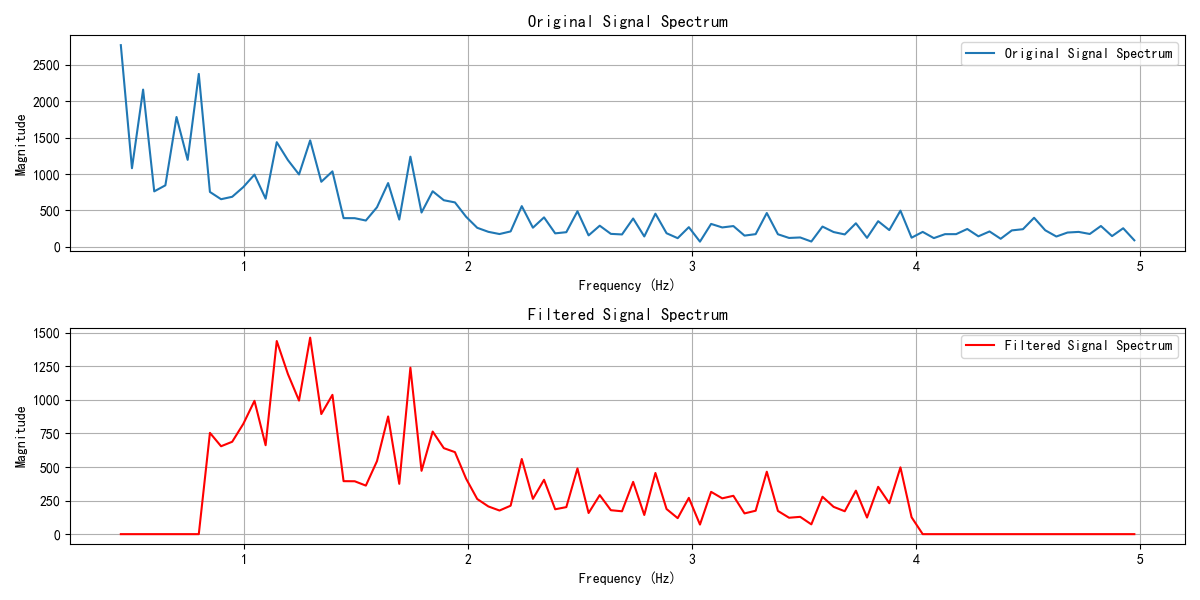 Original Signal Spectrum
Original Signal Spectrum
2500
2000
1500
1000
500
0
Magnitude
1 2 3 4 5
Frequency (Hz)
Filtered Signal Spectrum
Filtered Signal Spectrum
1500
1250
1000
750
500
250
0
Magnitude
1 2 3 4 5
Frequency (Hz)